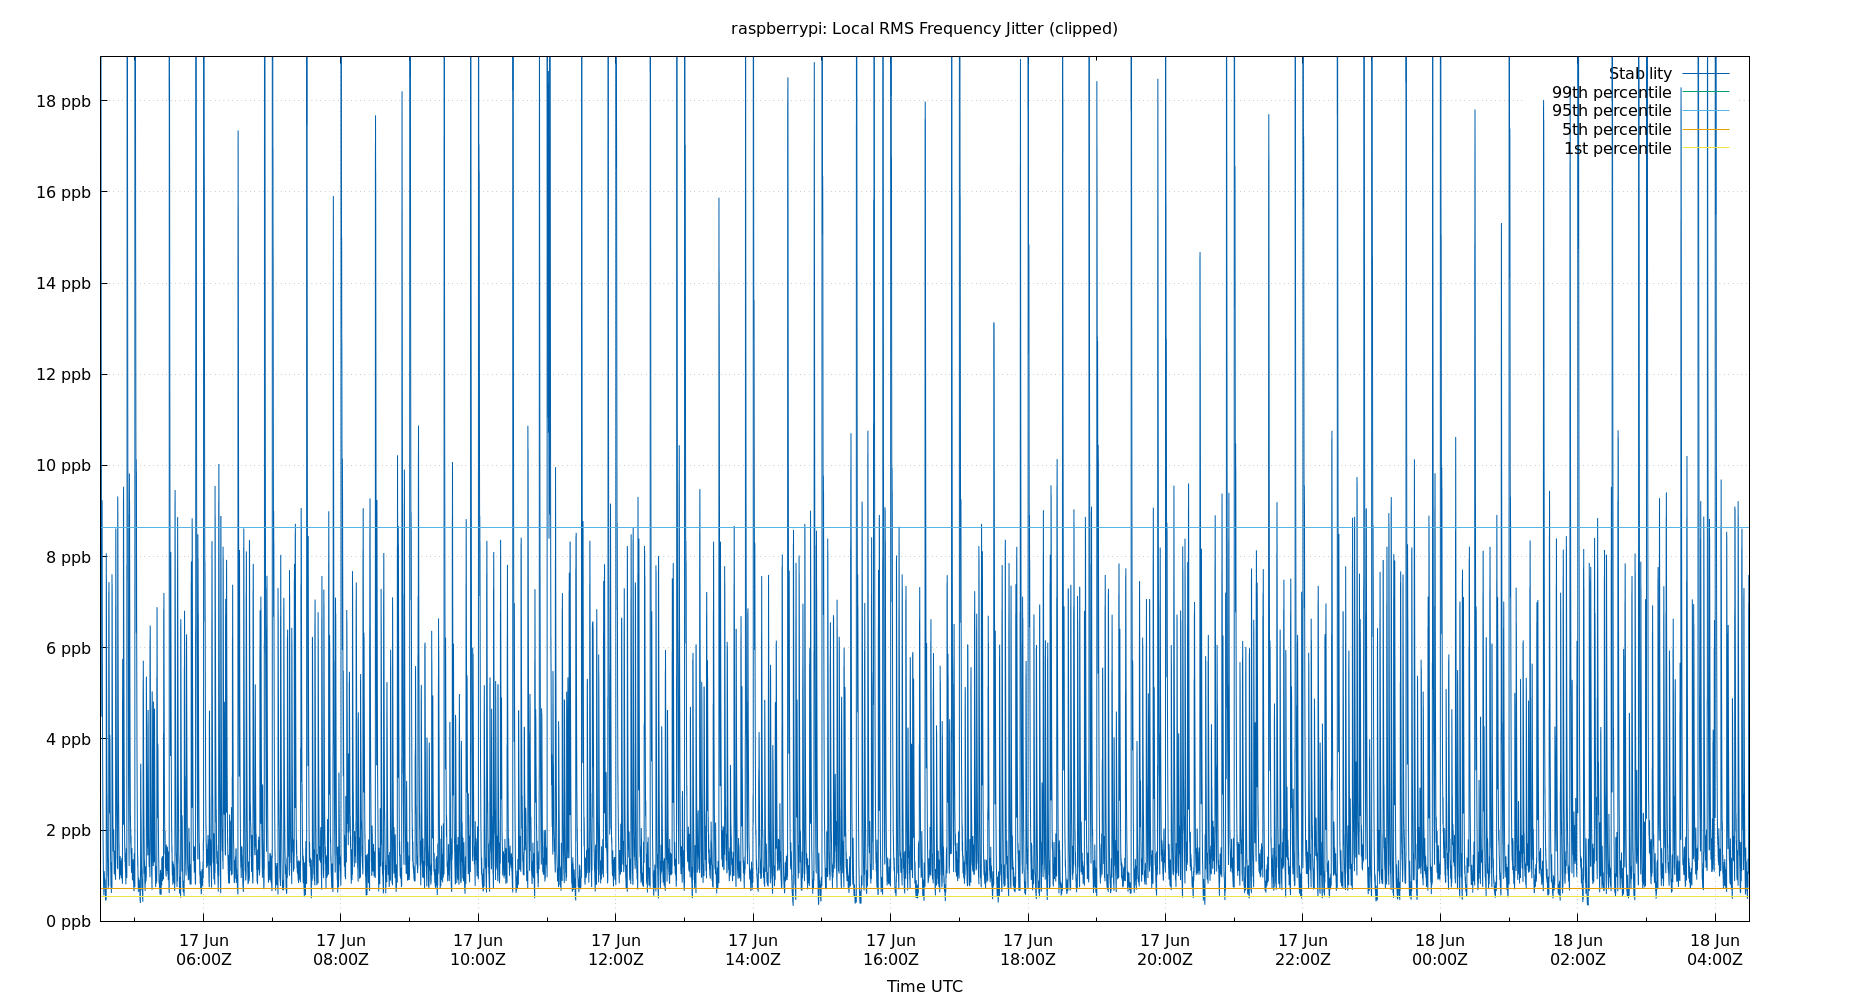 raspberrypi: Local RMS Frequency Jitter (clipped)
Stability
99th percentile
95th percentile
5th percentile
1st percentile
18 ppb
16 ppb
14 ppb
12 ppb
10 ppb
8 ppb
6 ppb
4 ppb
2 ppb
0 ppb
17 Jun 17 Jun 17 Jun 17 Jun 17 Jun 17 Jun 17 Jun 17 Jun 17 Jun 18 Jun 18 Jun 18 Jun
06:00Z 08:00Z 10:00Z 12:00Z 14:00Z 16:00Z 18:00Z 20:00Z 22:00Z 00:00Z 02:00Z 04:00Z
Time UTC